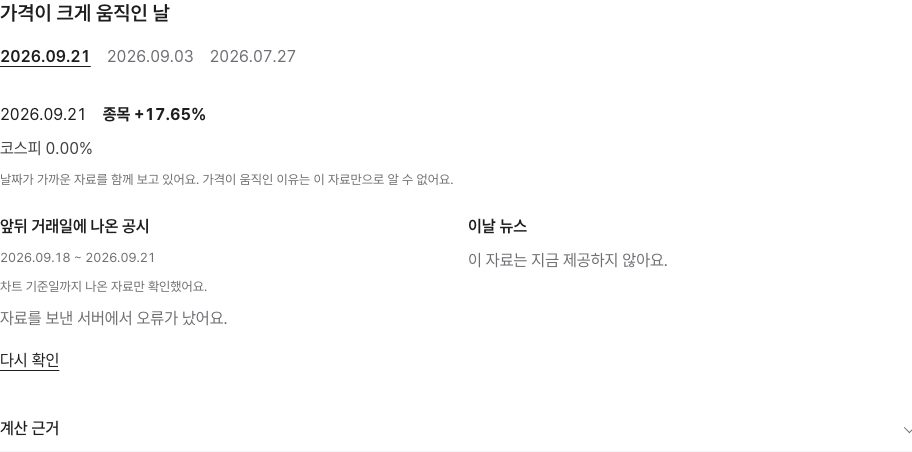 가격이 크게 움직인 날
2026.09.21 2026.09.03 2026.07.27
2026.09.21 종목 +17.65%
코스피 0.00%
날짜가 가까운 자료를 함께 보고 있어요. 가격이 움직인 이유는 이 자료만으로 알 수 없어요.
앞뒤 거래일에 나온 공시
2026.09.18 ~ 2026.09.21
차트 기준일까지 나온 자료만 확인했어요.
자료를 보낸 서버에서 오류가 났어요.
다시 확인
이날 뉴스
이 자료는 지금 제공하지 않아요.
계산 근거